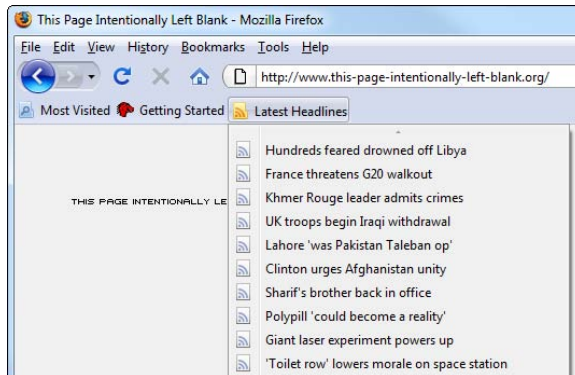 This Page Intentionally Left Blank - Mozilla Firefox
File Edit View History Bookmarks Tools Help
http://www.this-page-intentionally-left-blank.org/
Most Visited Getting Started Latest Headlines
Hundreds feared drowned off Libya
France threatens G20 walkout
THIS PAGE INTENTIONALLY LE
Khmer Rouge leader admits crimes
UK troops begin Iraqi withdrawal
Lahore 'was Pakistan Taleban op'
Clinton urges Afghanistan unity
Sharif's brother back in office
Polypill 'could become a reality'
Giant laser experiment powers up
'Toilet row' lowers morale on space station